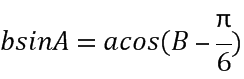 bsinA = acos(B − π/6)